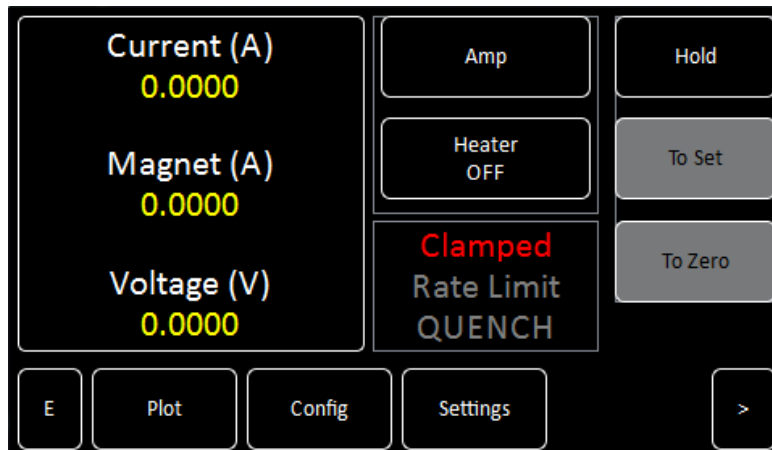 Current (A)
0.0000
Magnet (A)
0.0000
Voltage (V)
0.0000
Amp
Heater
OFF
Clamped
Rate Limit
QUENCH
Hold
To Set
To Zero
E
Plot
Config
Settings
>